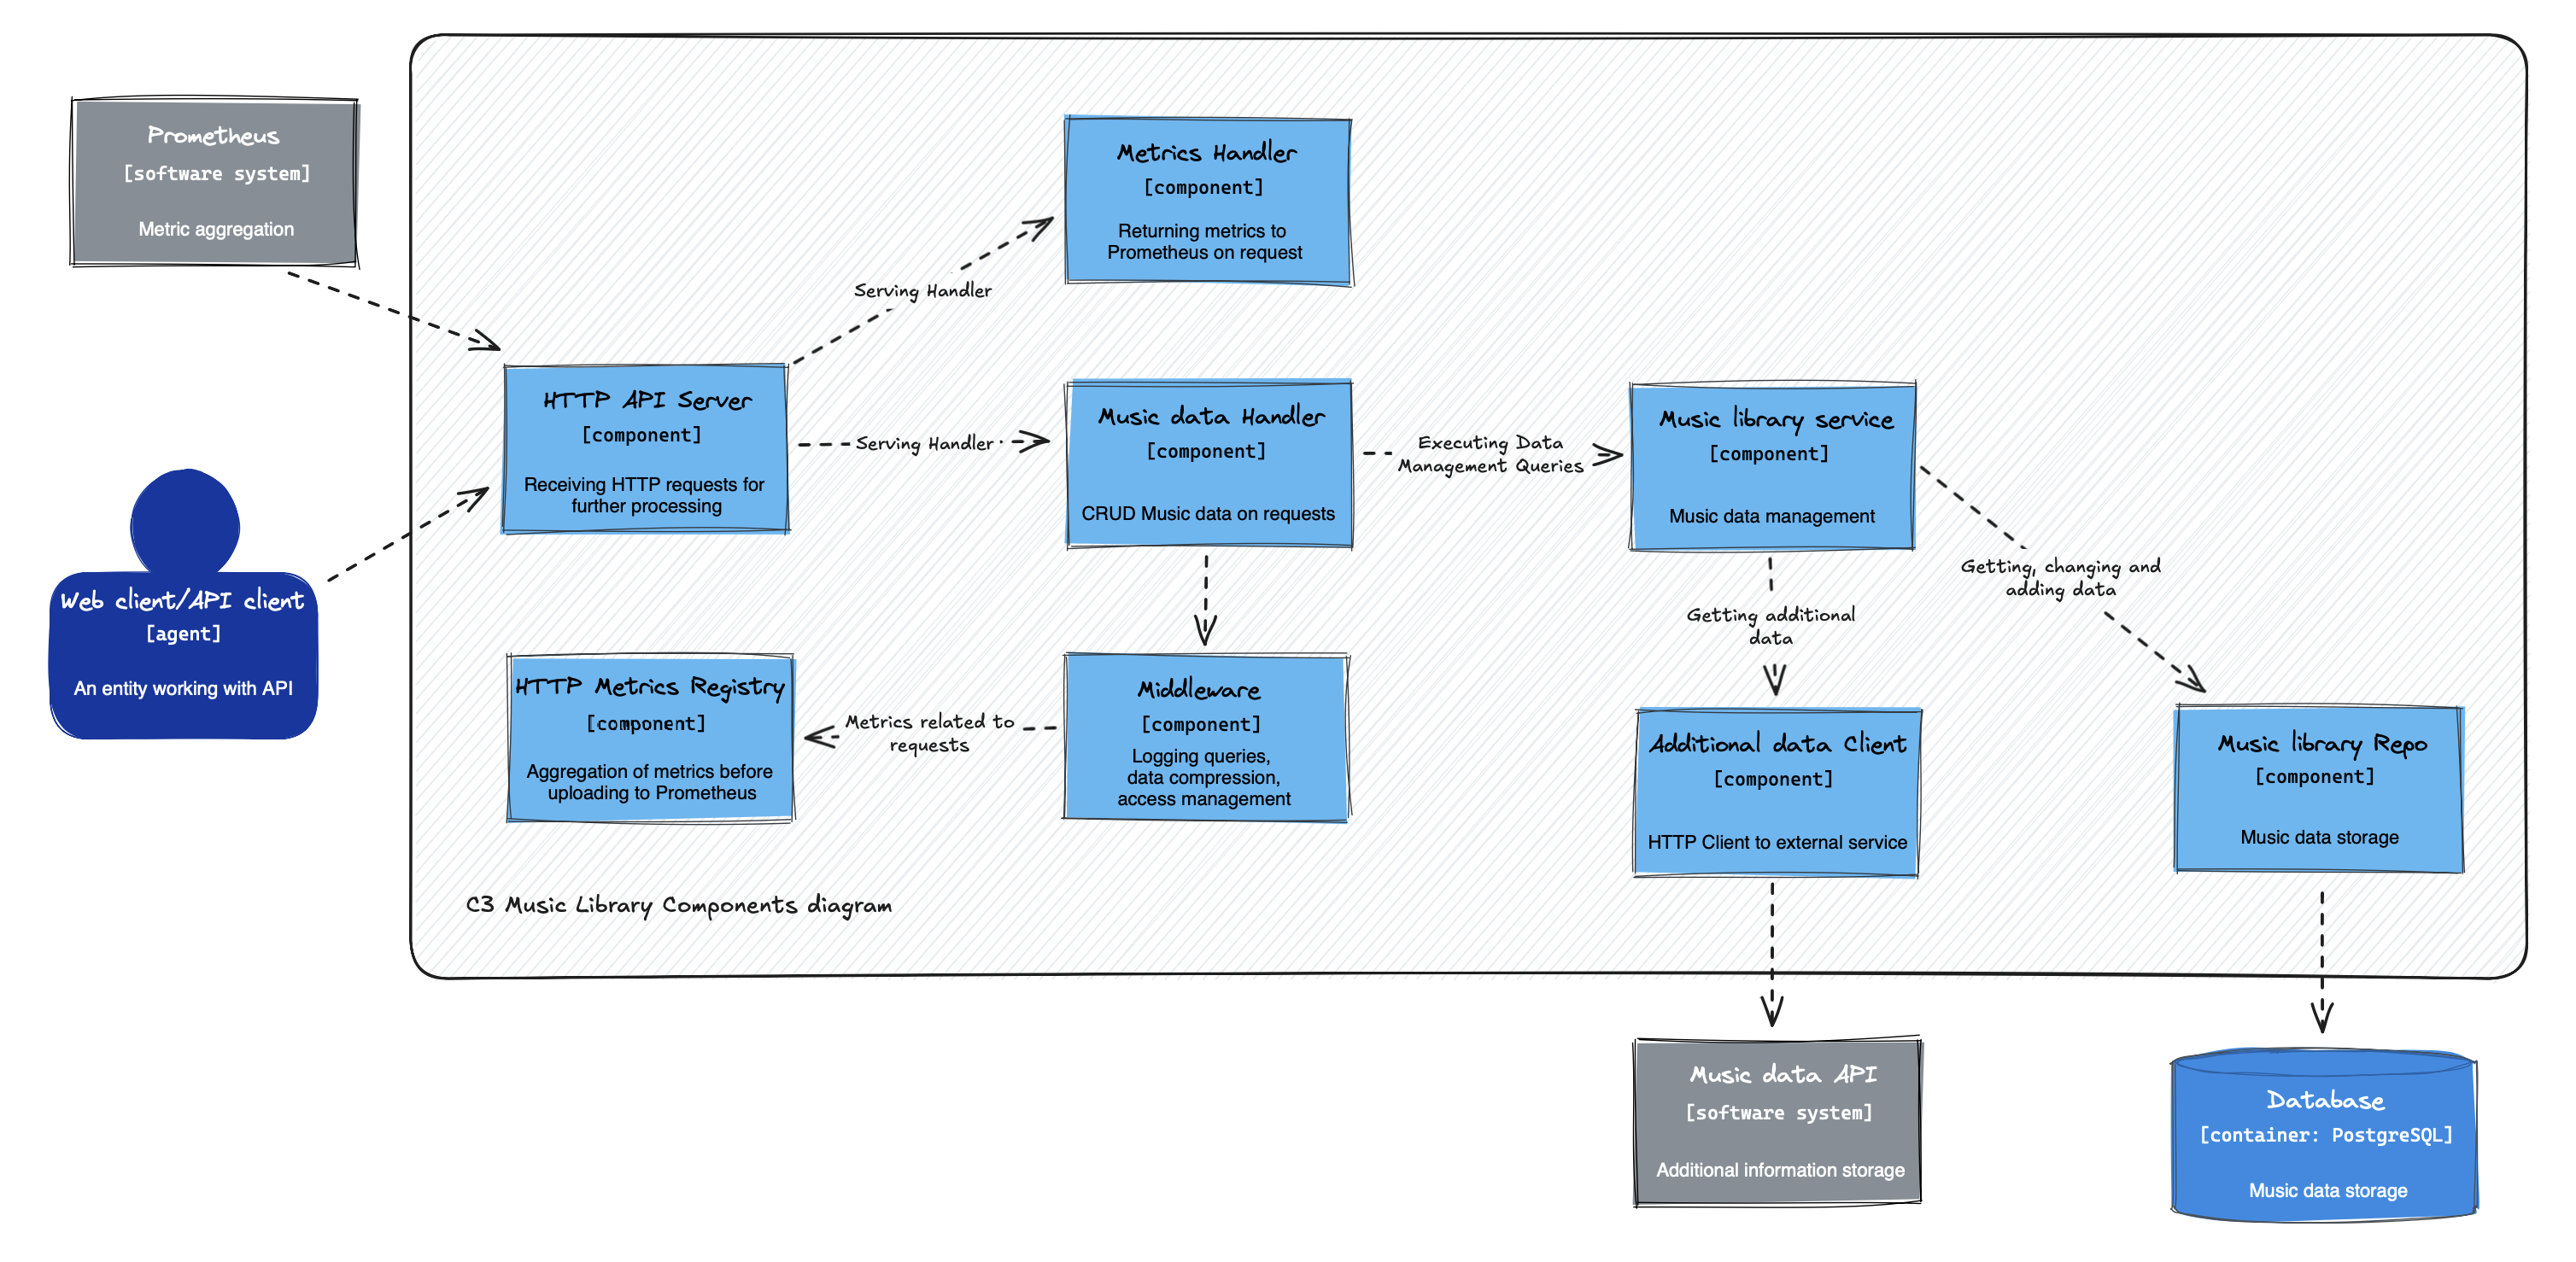 Prometheus
[software system]
Metric aggregation
Metrics Handler
[component]
Returning metrics to
Prometheus on request
Serving Handler
HTTP API Server
[component]
Receiving HTTP requests for
further processing
Serving Handler
Music data Handler
[component]
CRUD Music data on requests
Executing Data
Management Queries
Music library service
[component]
Music data management
Web client/API client
[agent]
An entity working with API
Getting, changing and
adding data
Getting additional
data
HTTP Metrics Registry
[component]
Aggregation of metrics before
uploading to Prometheus
Metrics related to
requests
Middleware
[component]
Logging queries,
data compression,
access management
Additional data Client
[component]
HTTP Client to external service
Music library Repo
[component]
Music data storage
C3 Music Library Components diagram
Music data API
[software system]
Additional information storage
Database
[container: PostgreSQL]
Music data storage